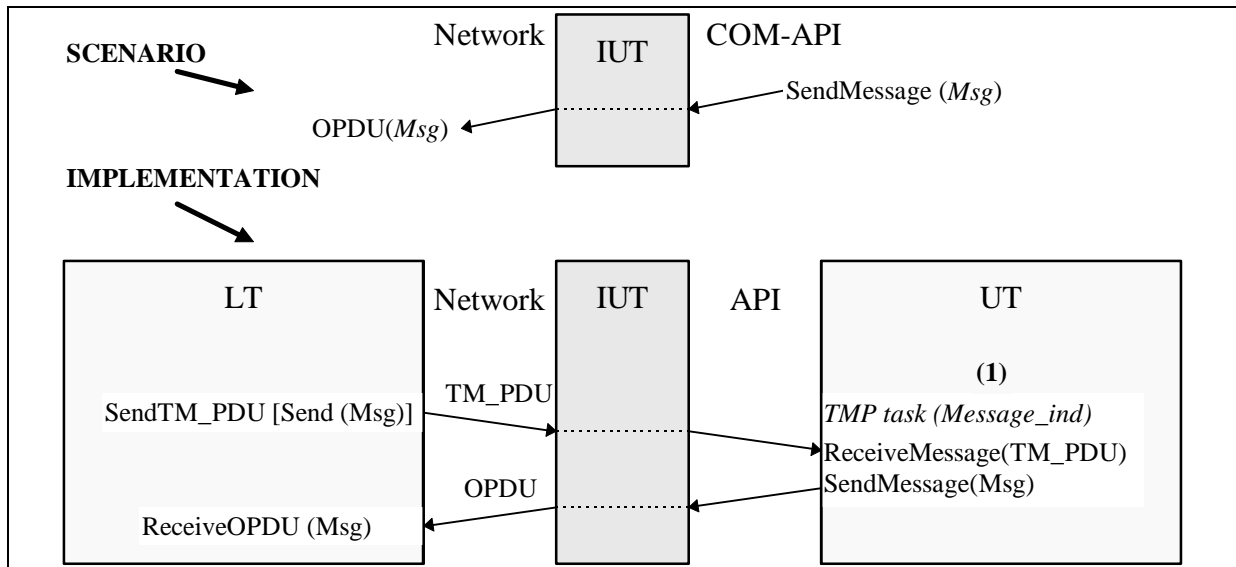 Network IUT COM-API
SCENARIO
SendMessage (Msg)
OPDU(Msg)
IMPLEMENTATION
LT Network IUT API UT
(1)
TM_PDU
SendTM_PDU [Send (Msg)] TMP task (Message_ind)
ReceiveMessage(TM_PDU)
OPDU SendMessage(Msg)
ReceiveOPDU (Msg)